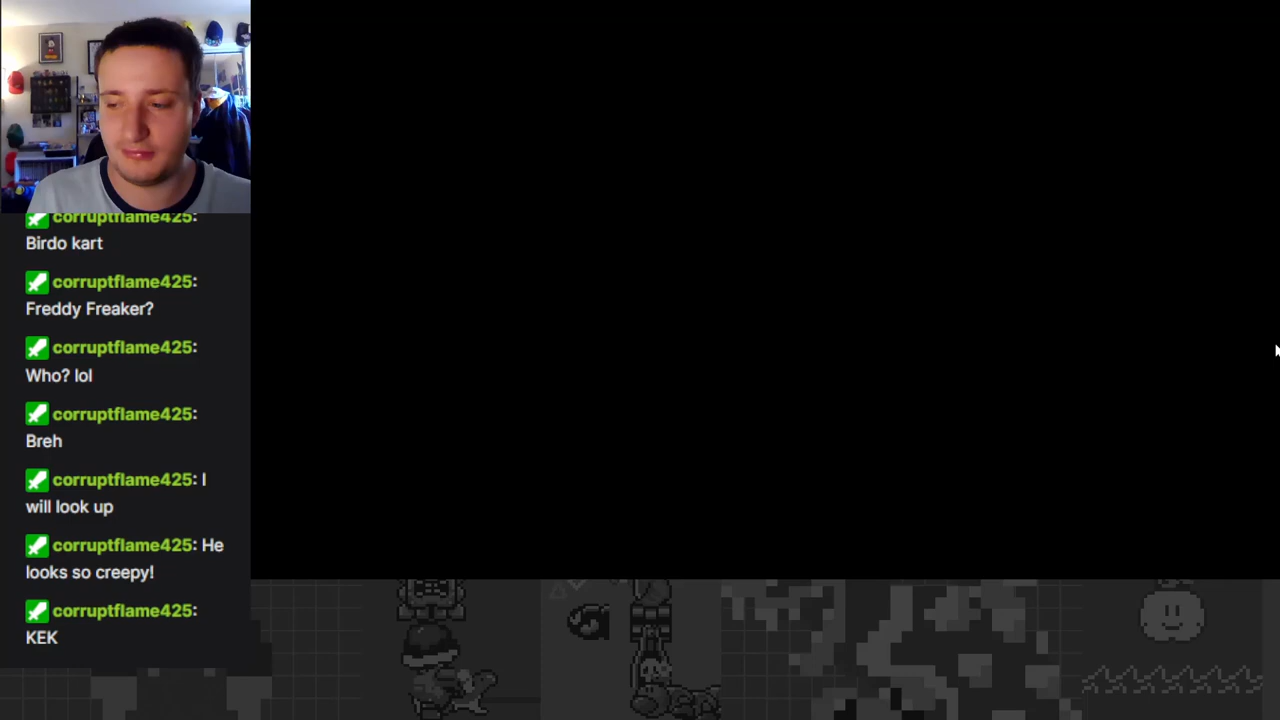 corruptflame425:
Birdo kart
corruptflame425:
Freddy Freaker?
corruptflame425:
Who? lol
corruptflame425:
Breh
corruptflame425: I
will look up
corruptflame425: He
looks so creepy!
corruptflame425:
KEK